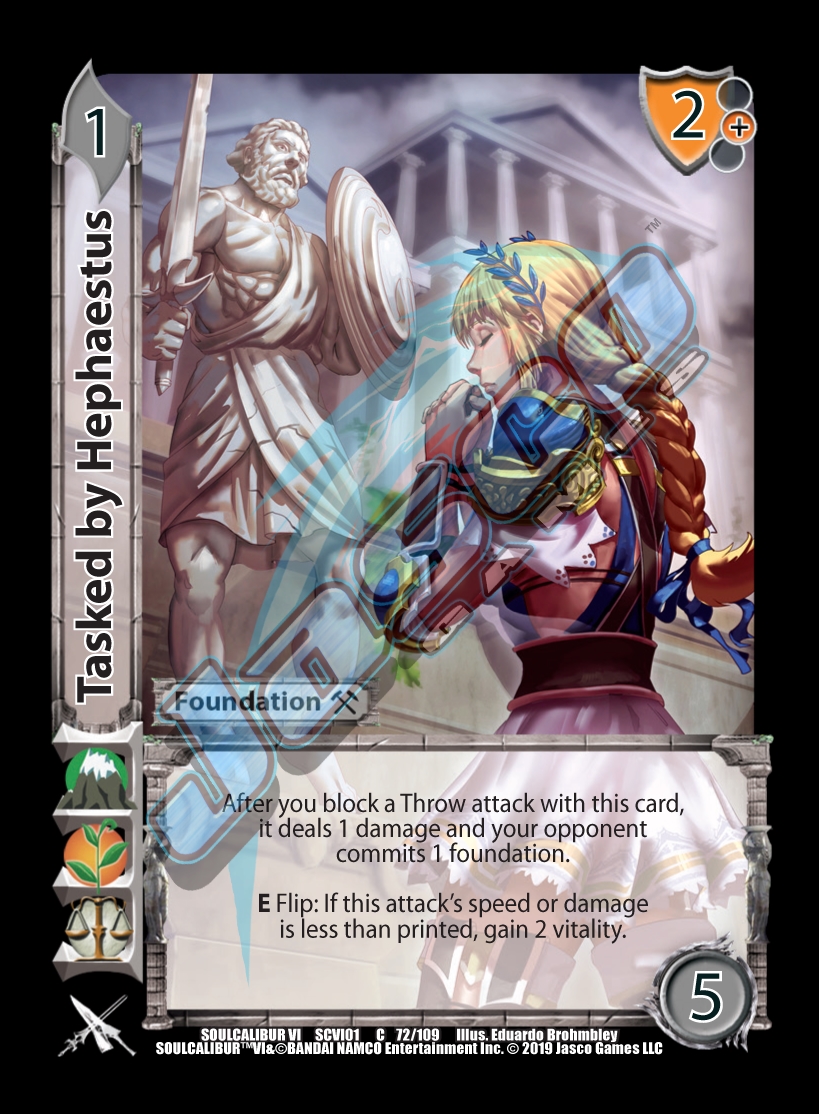 1
2
+
Tasked by Hephaestus
TM
JASCO
Foundation
After you block a Throw attack with this card,
it deals 1 damage and your opponent
commits 1 foundation.
E Flip: If this attack's speed or damage
is less than printed, gain 2 vitality.
5
SOULCALIBUR VI SCVI01 C 72/109 Illus. Eduardo Brohmbley
SOULCALIBUR™VI&©BANDAI NAMCO Entertainment Inc. © 2019 Jasco Games LLC